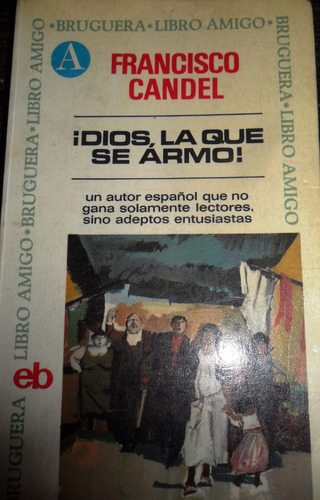 BRUGUERA • LIBRO AMIGO • BRUGUERA • LIBRO AMIGO
•BRUGUERA•LIBRO AMIGO•
BRUGUERA•LIBRO AMIGO
A
FRANCISCO
CANDEL
¡DIOS, LA QUE
SE ÁRMO!
un autor español que no
gana solamente lectores,
sino adeptos entusiastas
eb